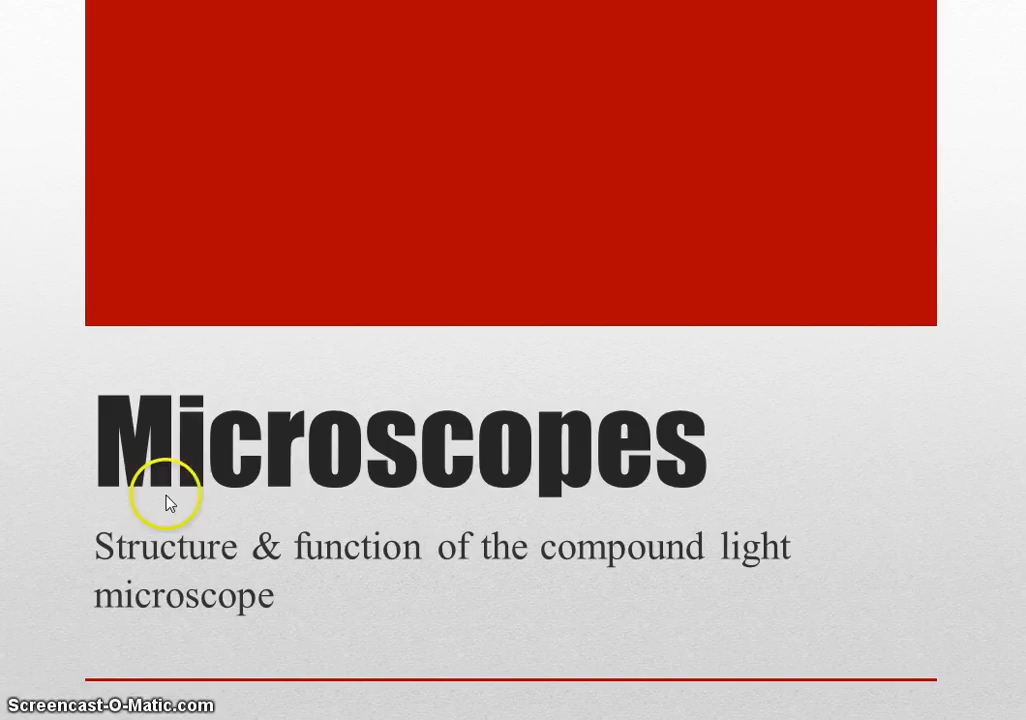 Microscopes
Structure & function of the compound light
microscope
Screencast-O-Matic.com